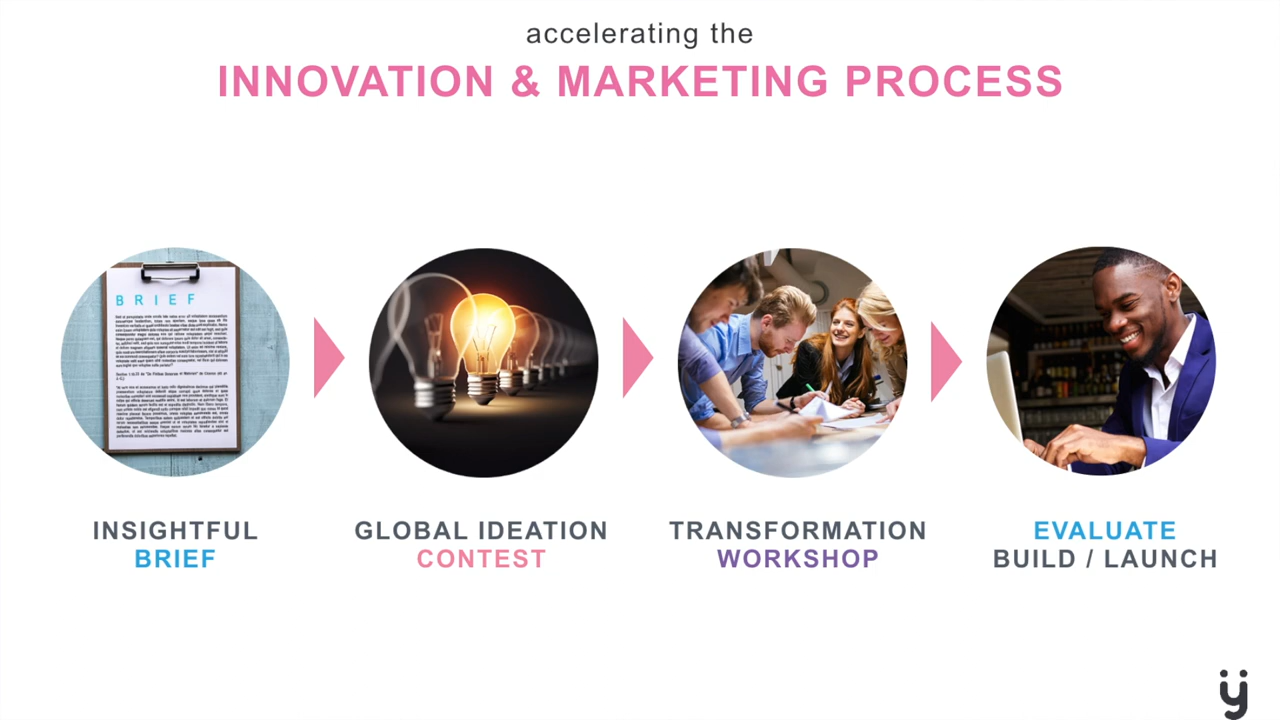 accelerating the
INNOVATION & MARKETING PROCESS
BRIEF
INSIGHTFUL
BRIEF
GLOBAL IDEATION
CONTEST
TRANSFORMATION
WORKSHOP
EVALUATE
BUILD / LAUNCH
ÿ